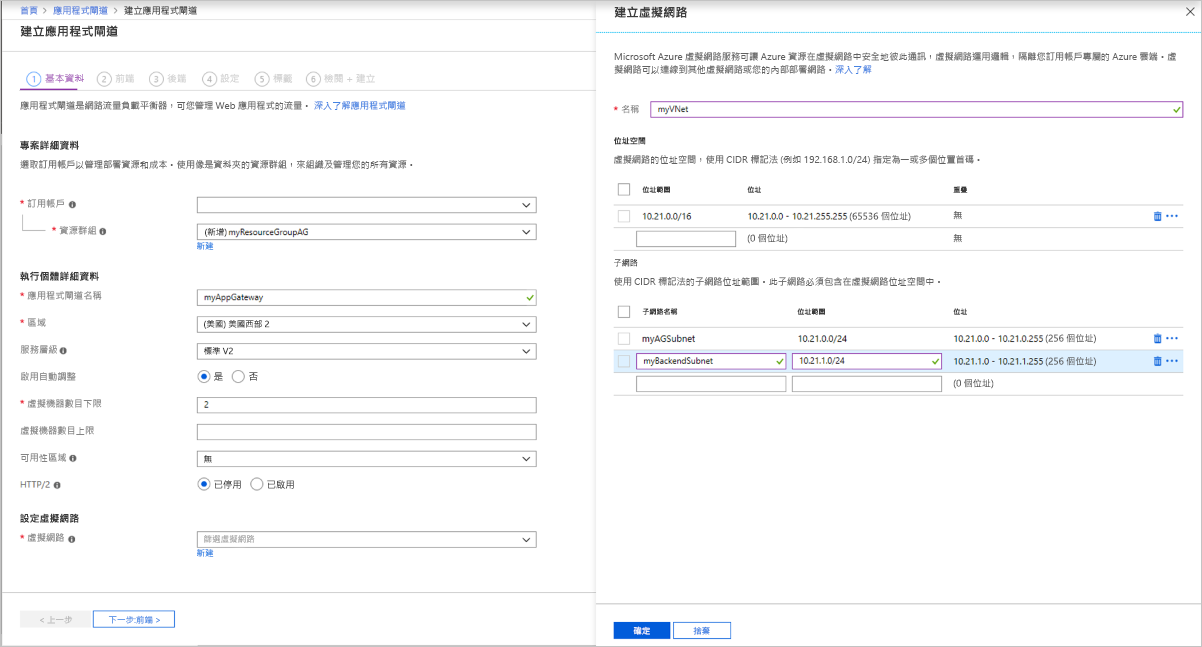 首頁 > 應用程式閘道 > 建立應用程式閘道
建立應用程式閘道
1 基本資料 2 前端 3 後端 4 設定 5 標籤 6 檢閱 + 建立
應用程式閘道是網路流量負載平衡器，可您管理 Web 應用程式的流量。 深入了解應用程式閘道
專案詳細資料
選取訂用帳戶以管理部署資源和成本。使用像是資料夾的資源群組，來組織及管理您的所有資源。
* 訂用帳戶
* 資源群組 (新增) myResourceGroupAG
新建
執行個體詳細資料
* 應用程式閘道名稱 myAppGateway
* 區域 (美國) 美國西部 2
服務層級 標準 V2
啟用自動調整 是 否
* 虛擬機器數目下限 2
虛擬機器數目上限
可用性區域 無
HTTP/2 已停用 已啟用
設定虛擬網路
* 虛擬網路 篩選虛擬網路
新建
< 上一步 下一步:前端 >
建立虛擬網路
Microsoft Azure 虛擬網路服務可讓 Azure 資源在虛擬網路中安全地彼此通訊，虛擬網路運用邏輯，隔離您訂用帳戶專屬的 Azure 雲端。虛
擬網路可以連線到其他虛擬網路或您的內部部署網路。深入了解
* 名稱 myVNet
位址空間
虛擬網路的位址空間，使用 CIDR 標記法 (例如 192.168.1.0/24) 指定為一或多個位置首碼。
位址範圍 位址 重疊
10.21.0.0/16 10.21.0.0 - 10.21.255.255 (65536 個位址) 無
(0 個位址) 無
子網路
使用 CIDR 標記法的子網路位址範圍。此子網路必須包含在虛擬網路位址空間中。
子網路名稱 位址範圍 位址
myAGSubnet 10.21.0.0/24 10.21.0.0 - 10.21.0.255 (256 個位址)
myBackendSubnet 10.21.1.0/24 10.21.1.0 - 10.21.1.255 (256 個位址)
(0 個位址)
確定 捨棄